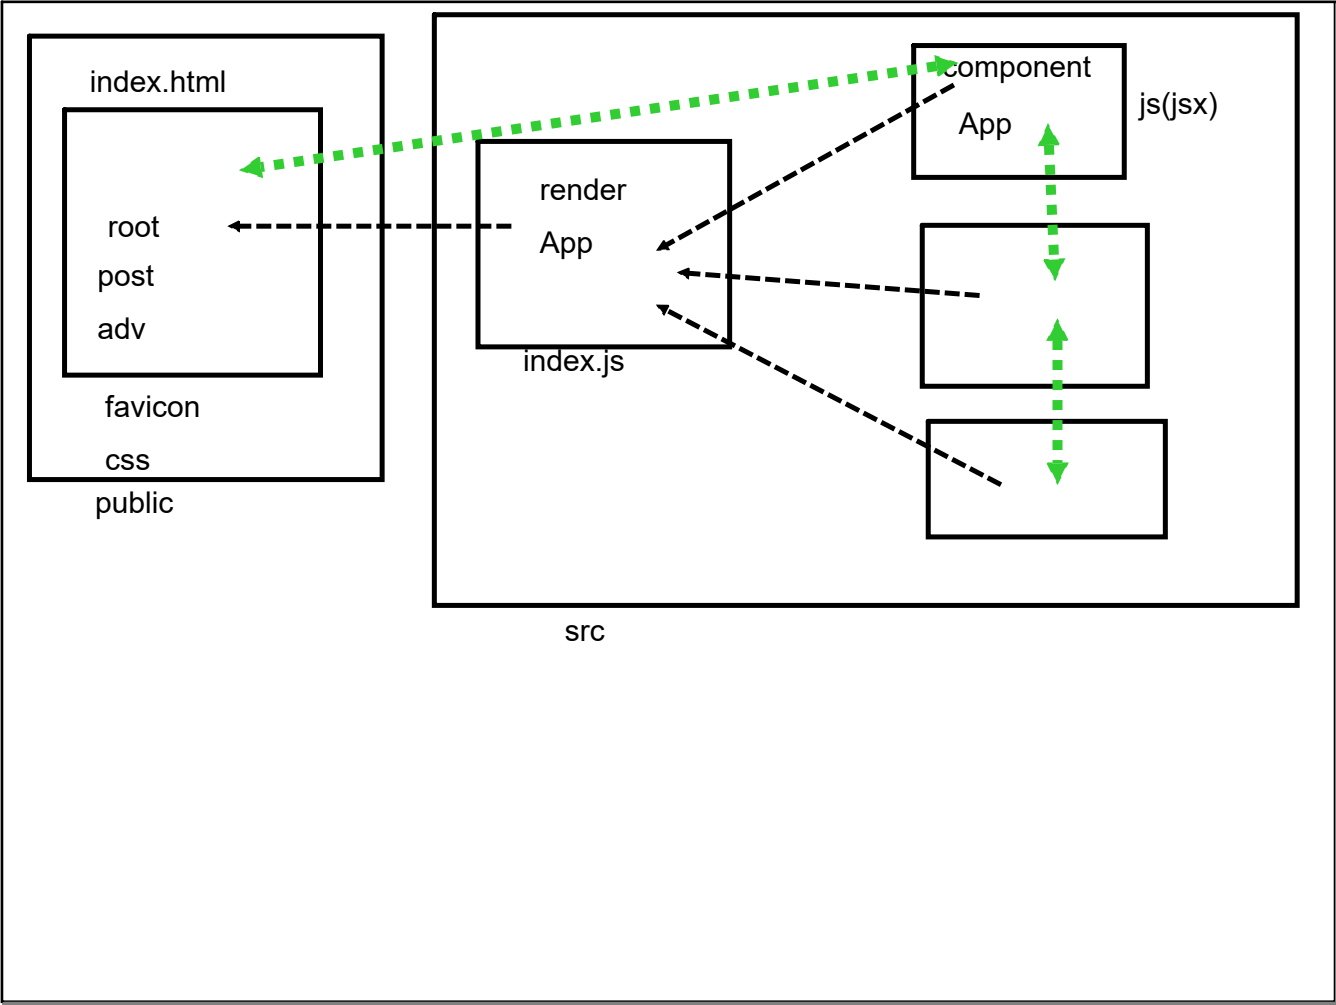 index.html
root
post
adv
favicon
css
public
render
App
index.js
component
App
js(jsx)
src